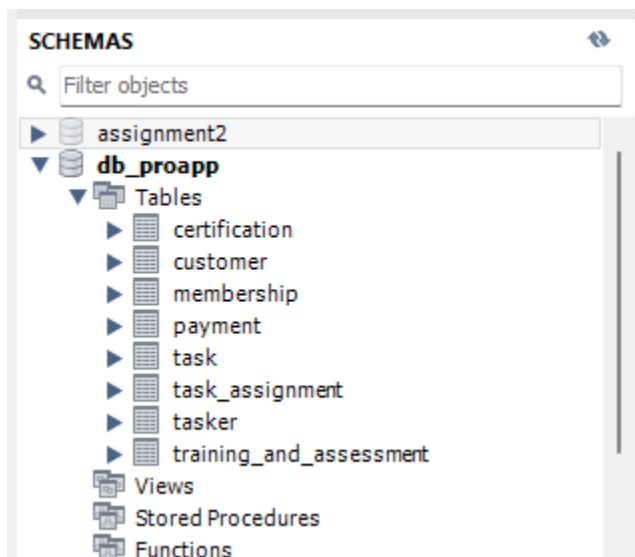 SCHEMAS
Filter objects
assignment2
db_proapp
Tables
certification
customer
membership
payment
task
task_assignment
tasker
training_and_assessment
Views
Stored Procedures
Functions